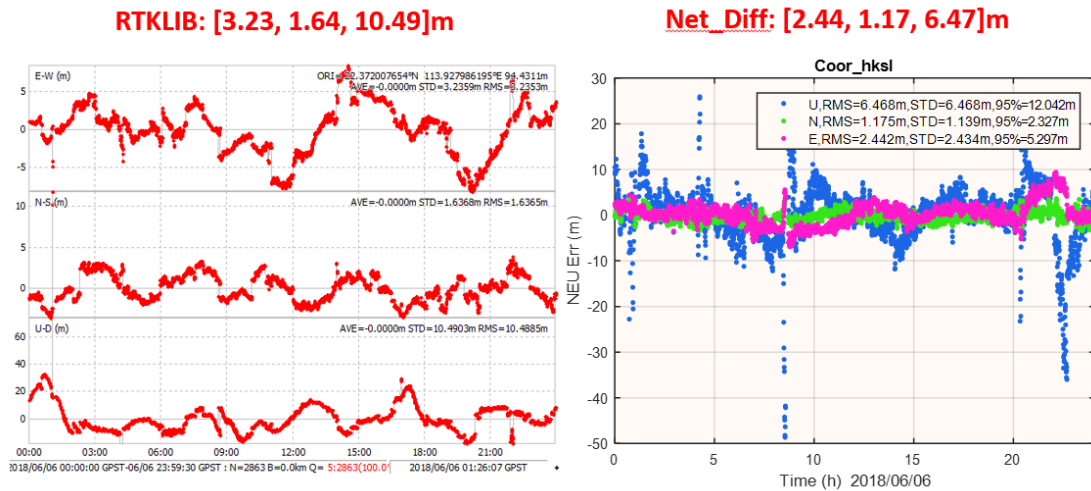 RTKLIB: [3.23, 1.64, 10.49]m
E-W (m)
22.372007654°N 113.927986195°E 94.4311m
AVE=-0.0000m STD=3.2359m RMS=3.2353m
5
0
-5
N-S (m)
AVE=-0.0000m STD=1.6368m RMS=1.6365m
10
5
0
U-D (m)
AVE=-0.0000m STD=10.4903m RMS=10.4885m
60
40
20
0
00:00 03:00 06:00 09:00 12:00 15:00 18:00 21:00
2018/06/06 00:00:00 GPST-06/06 23:59:30 GPST : N=2863 B=0.0km Q= 5:2863(100.0%
2018/06/06 01:26:07 GPST
Net_Diff: [2.44, 1.17, 6.47]m
Coor_hksl
U,RMS=6.468m,STD=6.468m,95%=12.042m
N,RMS=1.175m,STD=1.139m,95%=2.327m
E,RMS=2.442m,STD=2.434m,95%=5.297m
NEU Err (m)
30
20
10
0
-10
-20
-30
-40
-50
0 5 10 15 20
Time (h) 2018/06/06